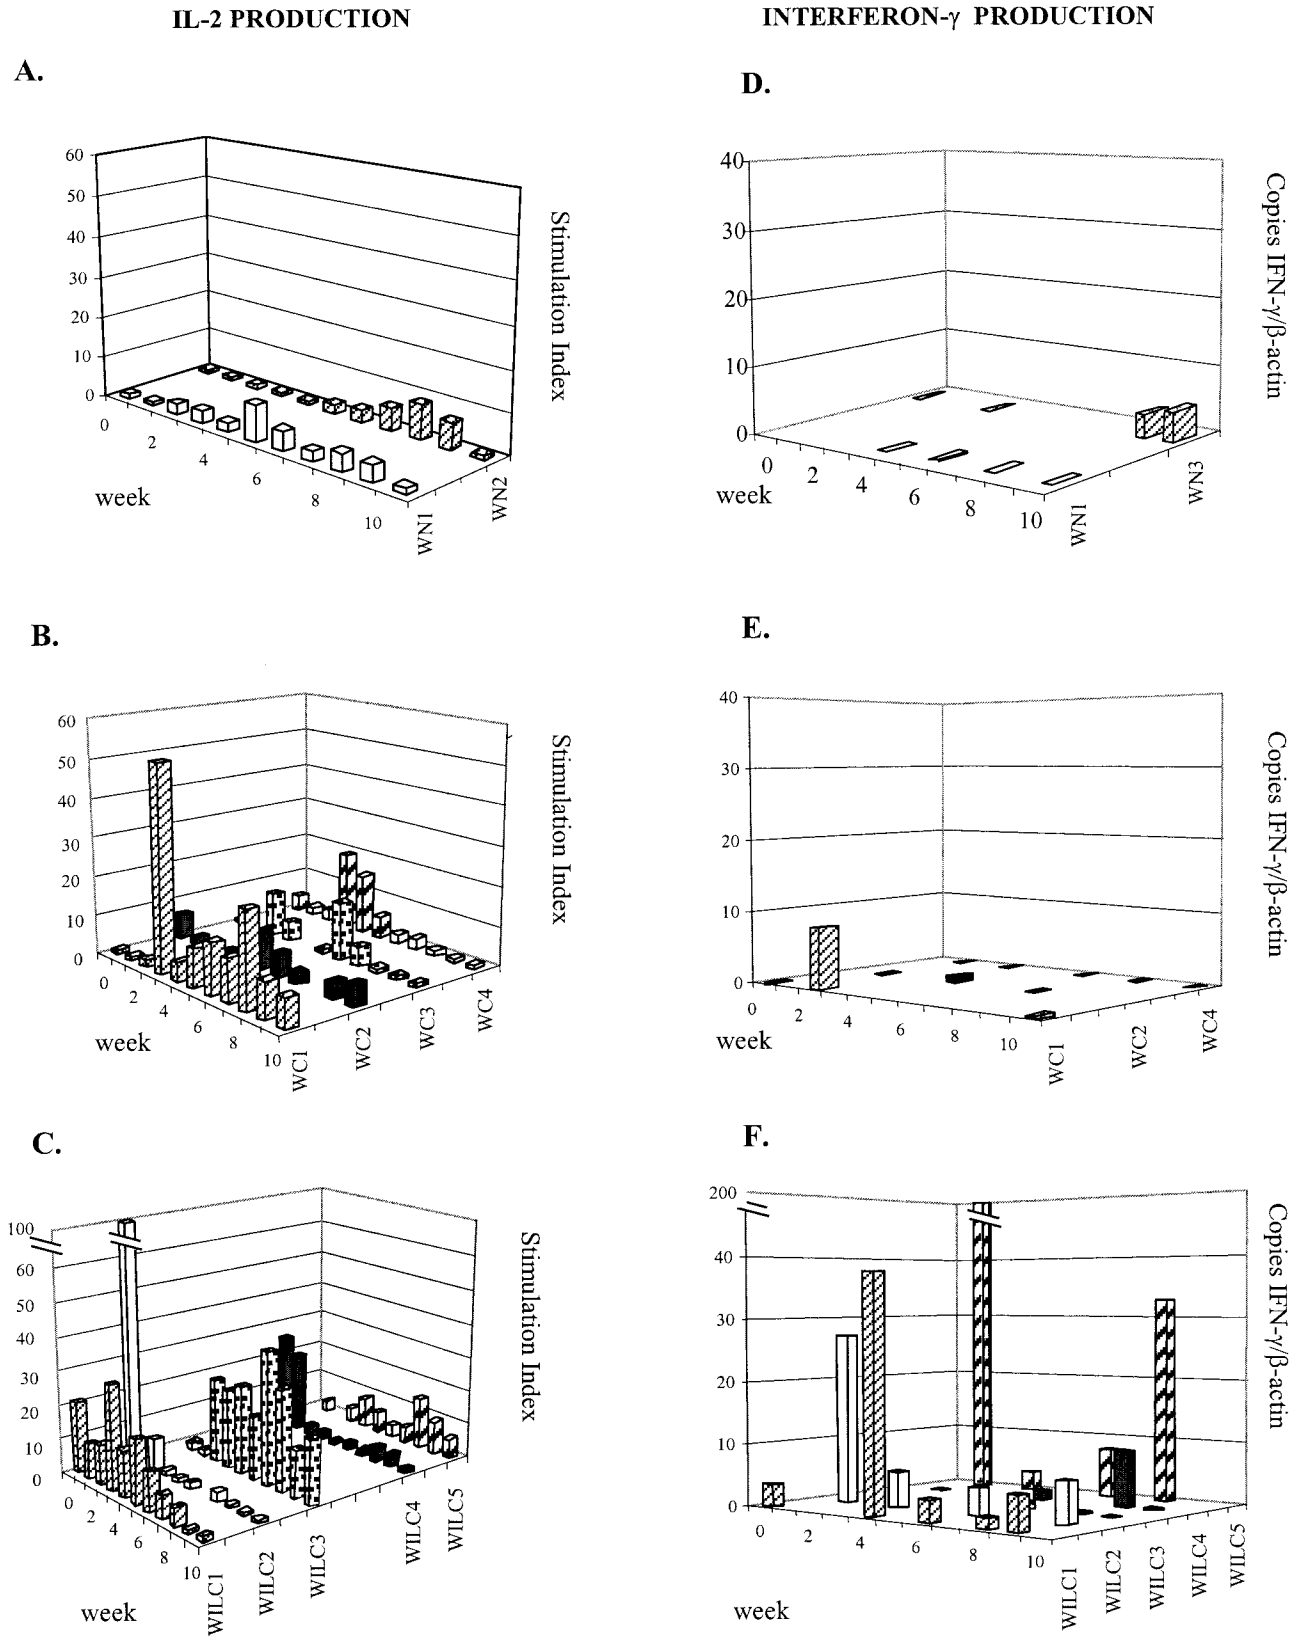 IL-2 PRODUCTION
INTERFERON-γ PRODUCTION
A.
60
50
40
30
20
10
0
0
2
4
6
8
10
week
WN1
WN2
Stimulation Index
D.
40
30
20
10
0
0
2
4
6
8
10
week
WN1
WN3
Copies IFN-γ/β-actin
B.
60
50
40
30
20
10
0
0
2
4
6
8
10
week
WC1
WC2
WC3
WC4
Stimulation Index
E.
40
30
20
10
0
0
2
4
6
8
10
week
WC1
WC2
WC4
Copies IFN-γ/β-actin
C.
100
60
50
40
30
20
10
0
0
2
4
6
8
10
week
WILC1
WILC2
WILC3
WILC4
WILC5
Stimulation Index
F.
200
40
30
20
10
0
0
2
4
6
8
10
week
WILC1
WILC2
WILC3
WILC4
WILC5
Copies IFN-γ/β-actin